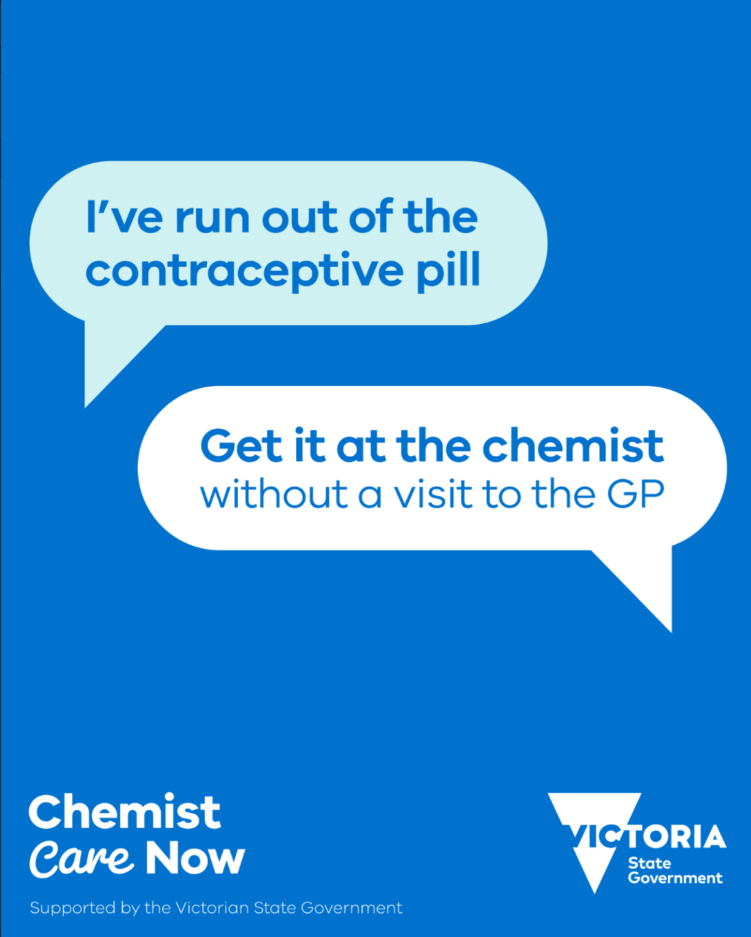 I've run out of the
contraceptive pill
Get it at the chemist
without a visit to the GP
Chemist
Care Now
Supported by the Victorian State Government
VICTORIA
State
Government